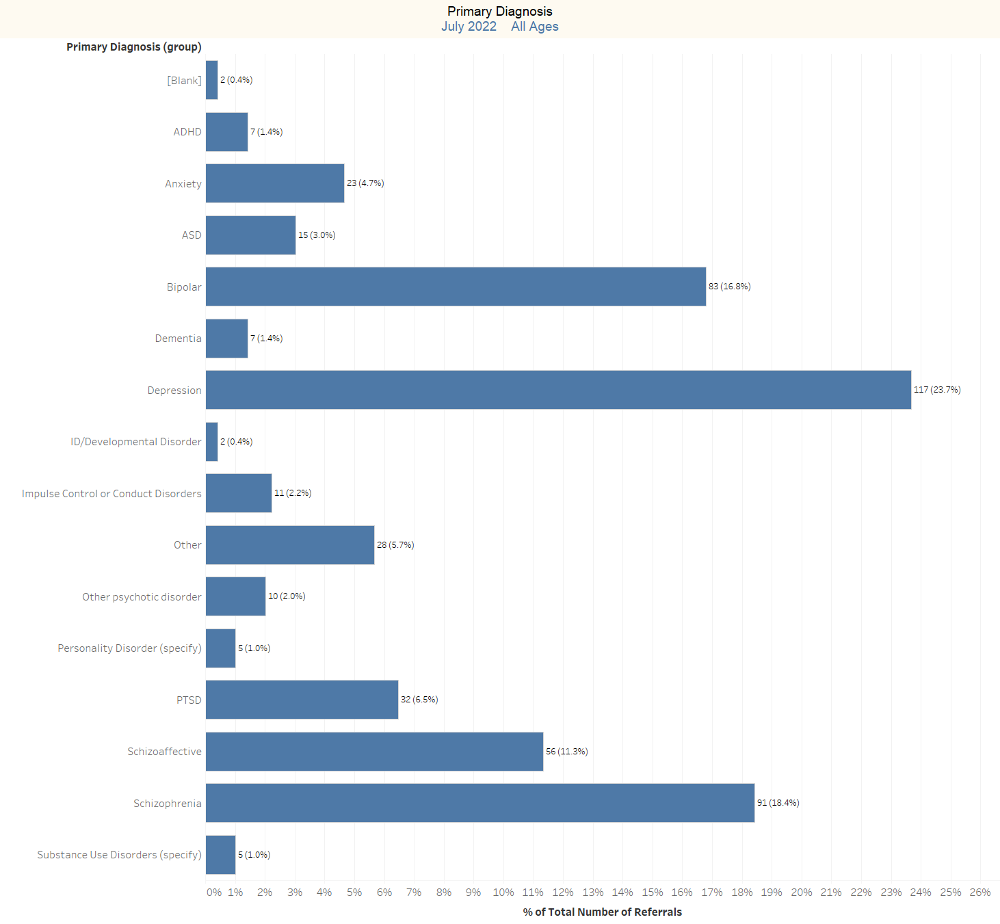 Primary Diagnosis
July 2022 All Ages
Primary Diagnosis (group)
[Blank] 2 (0.4%)
ADHD 7 (1.4%)
Anxiety 23 (4.7%)
ASD 15 (3.0%)
Bipolar 83 (16.8%)
Dementia 7 (1.4%)
Depression 117 (23.7%)
ID/Developmental Disorder 2 (0.4%)
Impulse Control or Conduct Disorders 11 (2.2%)
Other 28 (5.7%)
Other psychotic disorder 10 (2.0%)
Personality Disorder (specify) 5 (1.0%)
PTSD 32 (6.5%)
Schizoaffective 56 (11.3%)
Schizophrenia 91 (18.4%)
Substance Use Disorders (specify) 5 (1.0%)
0% 1% 2% 3% 4% 5% 6% 7% 8% 9% 10% 11% 12% 13% 14% 15% 16% 17% 18% 19% 20% 21% 22% 23% 24% 25% 26%
% of Total Number of Referrals